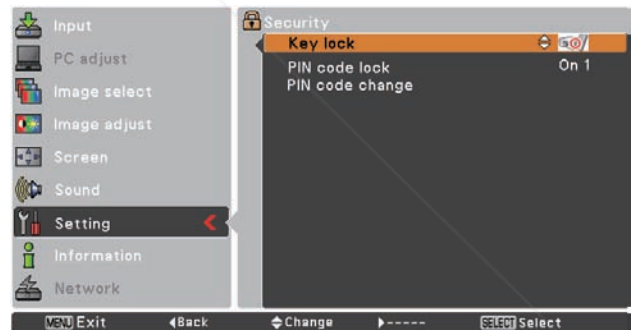 Input
PC adjust
Image select
Image adjust
Screen
Sound
Setting
Information
Network
Security
Key lock
PIN code lock On 1
PIN code change
MENU Exit Back Change ----- SELECT Select